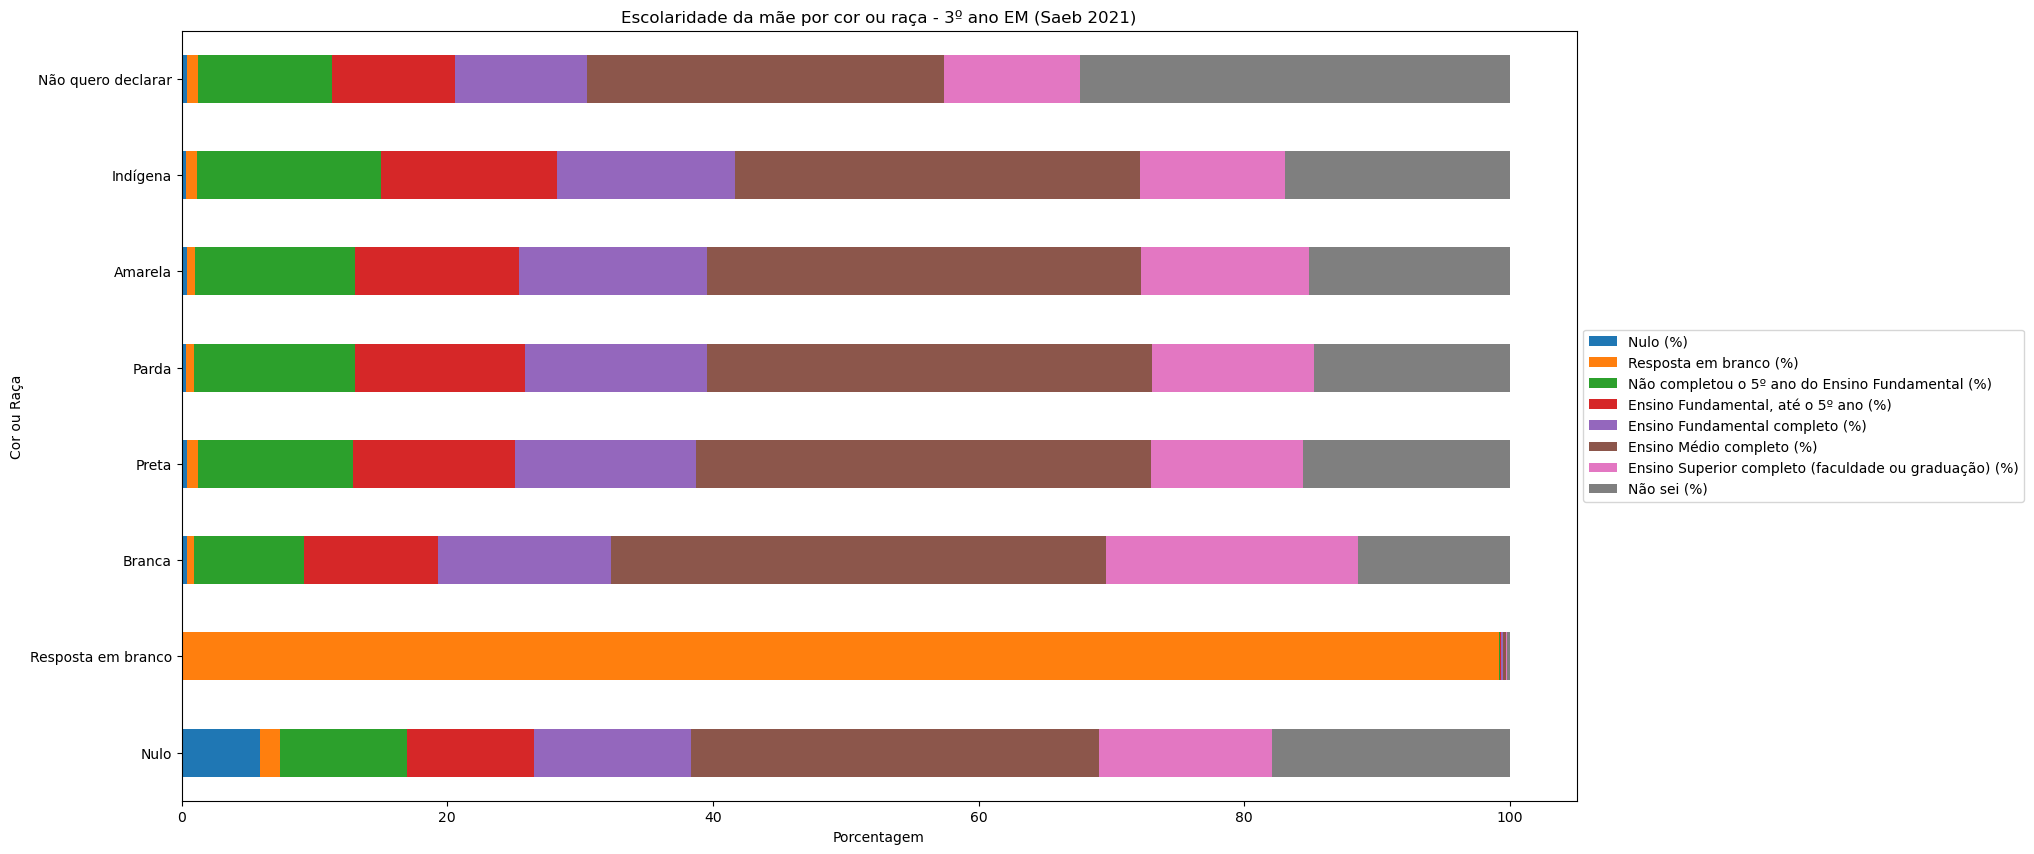 Escolaridade da mãe por cor ou raça - 3º ano EM (Saeb 2021)
Cor ou Raça
Não quero declarar
Indígena
Amarela
Parda
Preta
Branca
Resposta em branco
Nulo
0 20 40 60 80 100
Porcentagem
Nulo (%)
Resposta em branco (%)
Não completou o 5º ano do Ensino Fundamental (%)
Ensino Fundamental, até o 5º ano (%)
Ensino Fundamental completo (%)
Ensino Médio completo (%)
Ensino Superior completo (faculdade ou graduação) (%)
Não sei (%)